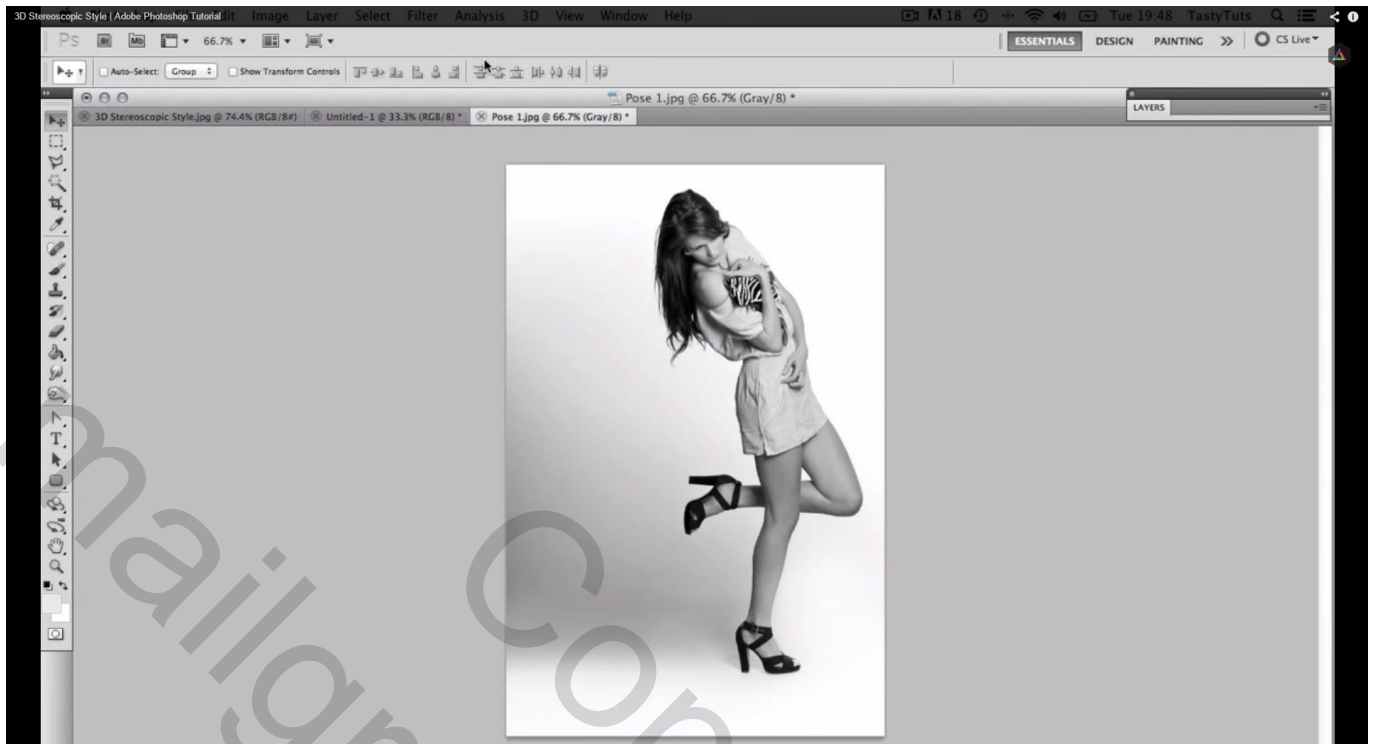 3D Stereoscopic Style | Adobe Photoshop Tutorial
Edit Image Layer Select Filter Analysis 3D View Window Help
18 Tue 19:48 TastyTuts
Ps Br Mb 66.7% ESSENTIALS DESIGN PAINTING CS Live
Auto-Select: Group Show Transform Controls
Pose 1.jpg @ 66.7% (Gray/8) *
LAYERS
3D Stereoscopic Style.jpg @ 74.4% (RGB/8#) Untitled-1 @ 33.3% (RGB/8) * Pose 1.jpg @ 66.7% (Gray/8) *
T